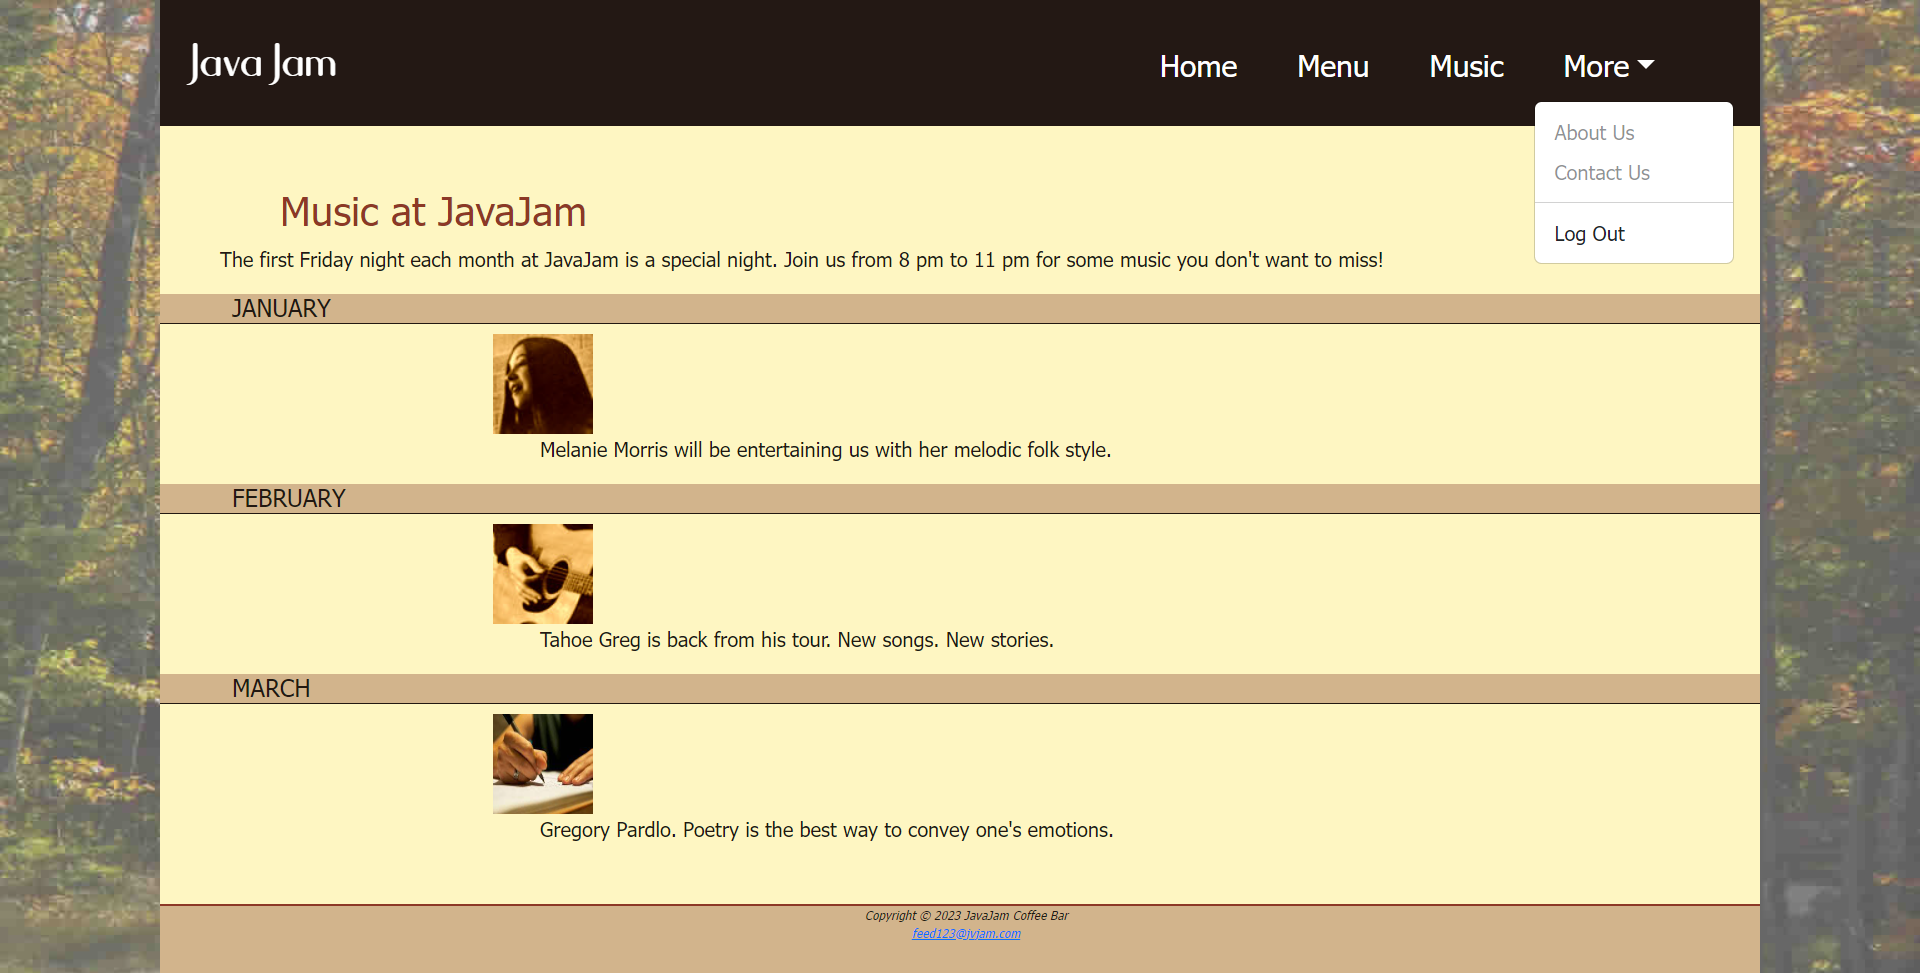 Java Jam
Home Menu Music More
About Us
Contact Us
Log Out
Music at JavaJam
The first Friday night each month at JavaJam is a special night. Join us from 8 pm to 11 pm for some music you don't want to miss!
JANUARY
Melanie Morris will be entertaining us with her melodic folk style.
FEBRUARY
Tahoe Greg is back from his tour. New songs. New stories.
MARCH
Gregory Pardlo. Poetry is the best way to convey one's emotions.
Copyright © 2023 JavaJam Coffee Bar
feed123@jvjam.com